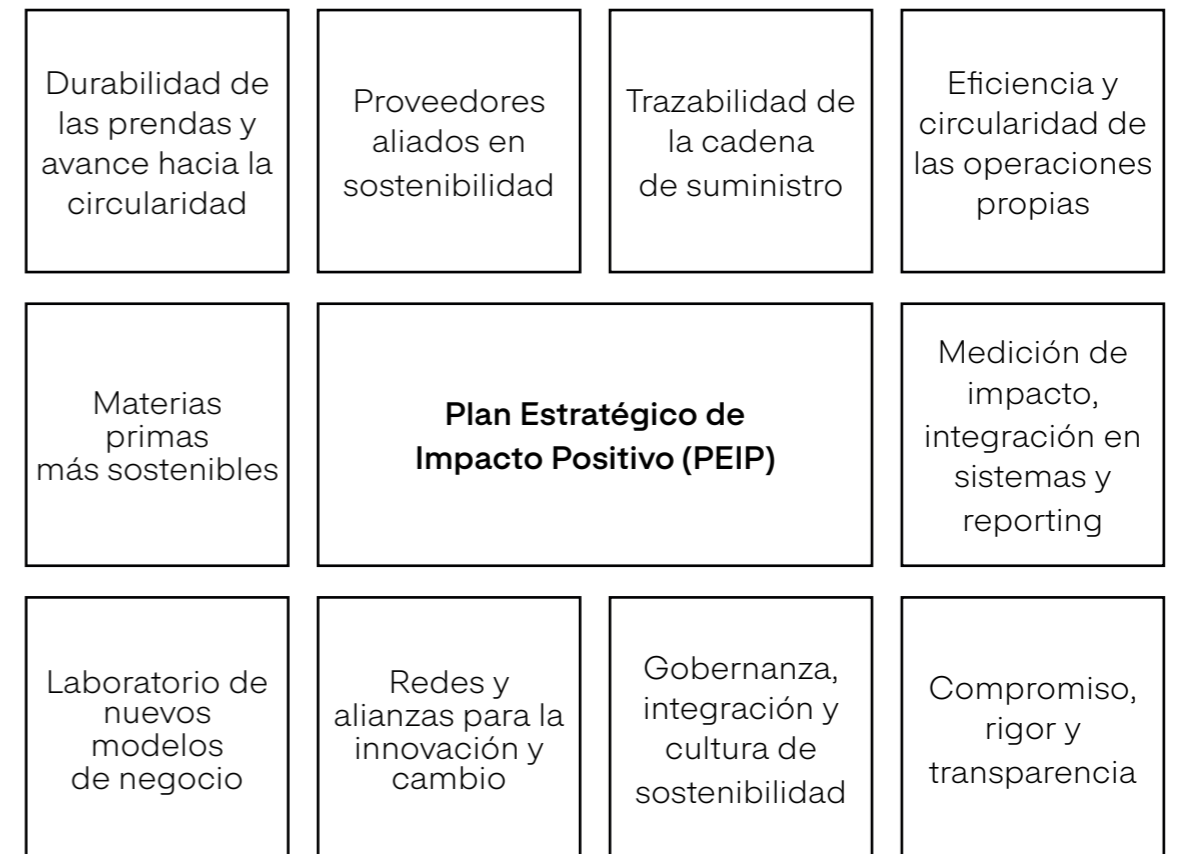 Durabilidad de
las prendas y
avance hacia la
circularidad
Proveedores
aliados en
sostenibilidad
Trazabilidad de
la cadena
de suministro
Eficiencia y
circularidad de
las operaciones
propias
Materias
primas
más sostenibles
Plan Estratégico de
Impacto Positivo (PEIP)
Medición de
impacto,
integración en
sistemas y
reporting
Laboratorio de
nuevos
modelos
de negocio
Redes y
alianzas para la
innovación y
cambio
Gobernanza,
integración y
cultura de
sostenibilidad
Compromiso,
rigor y
transparencia